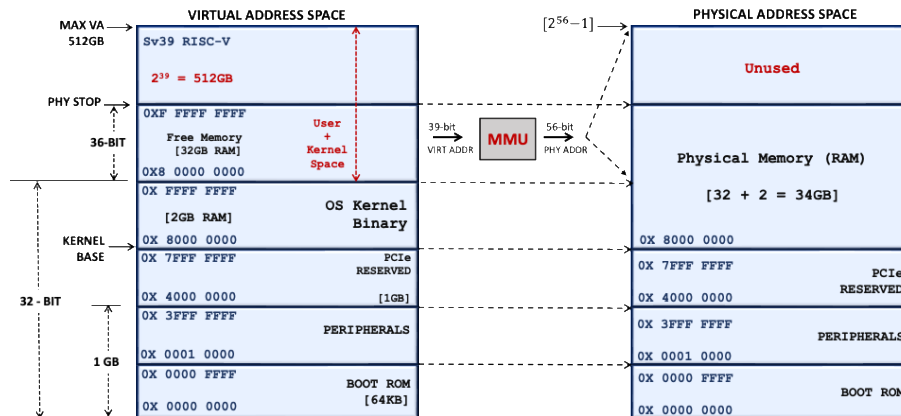 VIRTUAL ADDRESS SPACE
PHYSICAL ADDRESS SPACE
MAX VA
512GB
Sv39 RISC-V
2³⁹ = 512GB
PHY STOP
0XF FFFF FFFF
Free Memory
[32GB RAM]
0X8 0000 0000
User
+
Kernel
Space
36-BIT
0X FFFF FFFF
[2GB RAM]
OS Kernel
Binary
0X 8000 0000
KERNEL
BASE
0X 7FFF FFFF
PCIe
RESERVED
0X 4000 0000
[1GB]
32 - BIT
0X 3FFF FFFF
PERIPHERALS
0X 0001 0000
1 GB
0X 0000 FFFF
BOOT ROM
[64KB]
0X 0000 0000
39-bit
VIRT ADDR
MMU
56-bit
PHY ADDR
[2⁵⁶−1]
Unused
Physical Memory (RAM)
[32 + 2 = 34GB]
0X 8000 0000
0X 7FFF FFFF
PCIe
RESERVED
0X 4000 0000
0X 3FFF FFFF
PERIPHERALS
0X 0001 0000
0X 0000 FFFF
BOOT ROM
0X 0000 0000